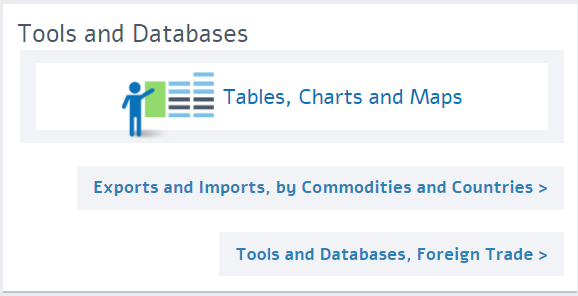 Tools and Databases
Tables, Charts and Maps
Exports and Imports, by Commodities and Countries >
Tools and Databases, Foreign Trade >